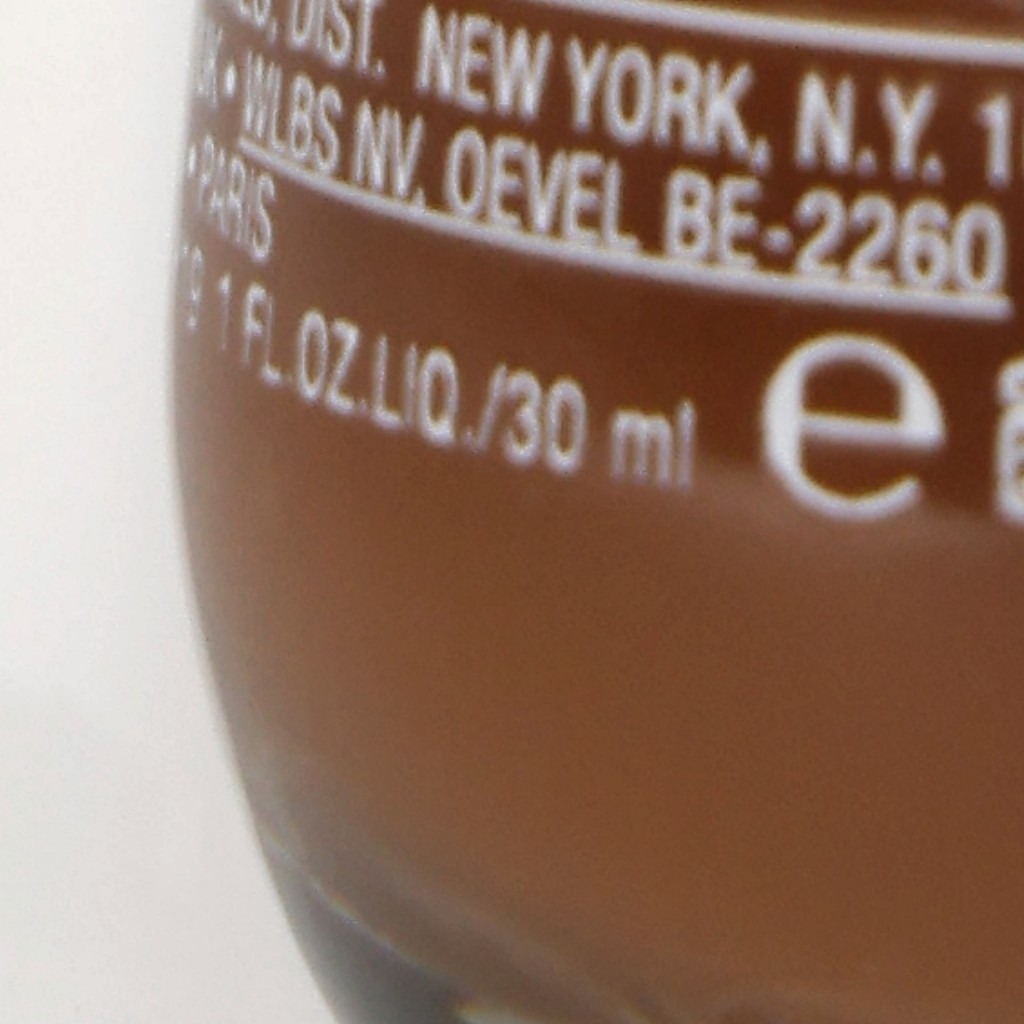 DIST. NEW YORK, N.Y.
• WLBS NV. OEVEL BE-2260
•PARIS
1 FL.OZ.LIQ./30 ml e